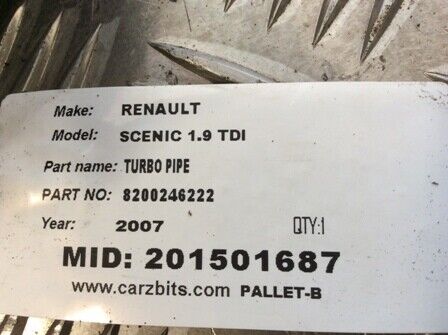 Make: RENAULT
Model: SCENIC 1.9 TDI
Part name: TURBO PIPE
PART NO: 8200246222
Year: 2007 QTY:1
MID: 201501687
www.carzbits.com PALLET-B